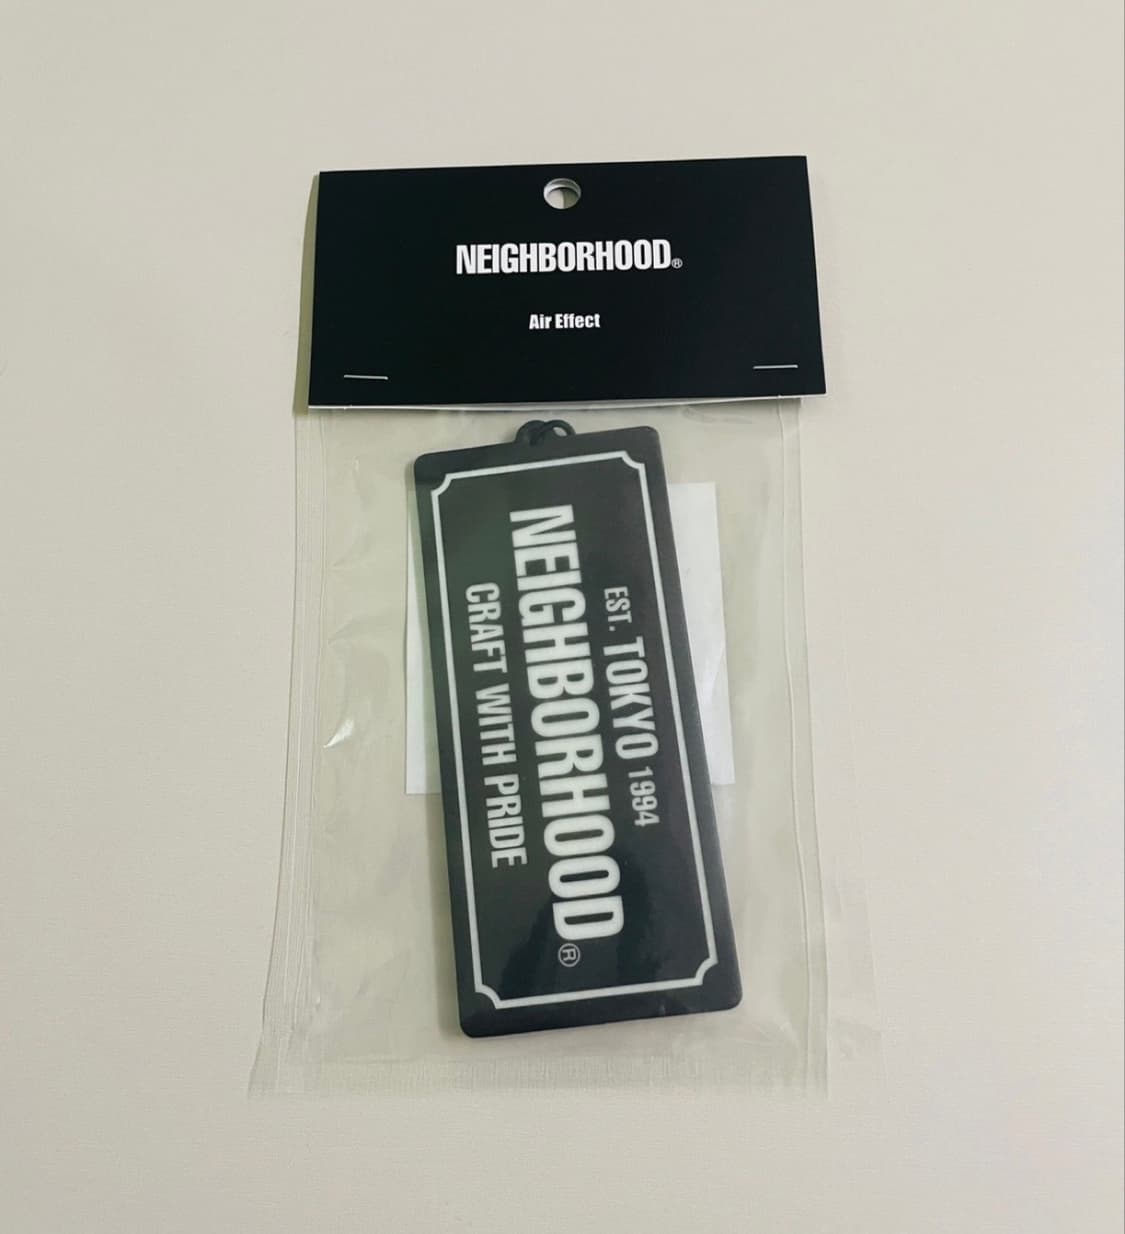 NEIGHBORHOOD®
Air Effect
EST. TOKYO 1994
NEIGHBORHOOD®
CRAFT WITH PRIDE